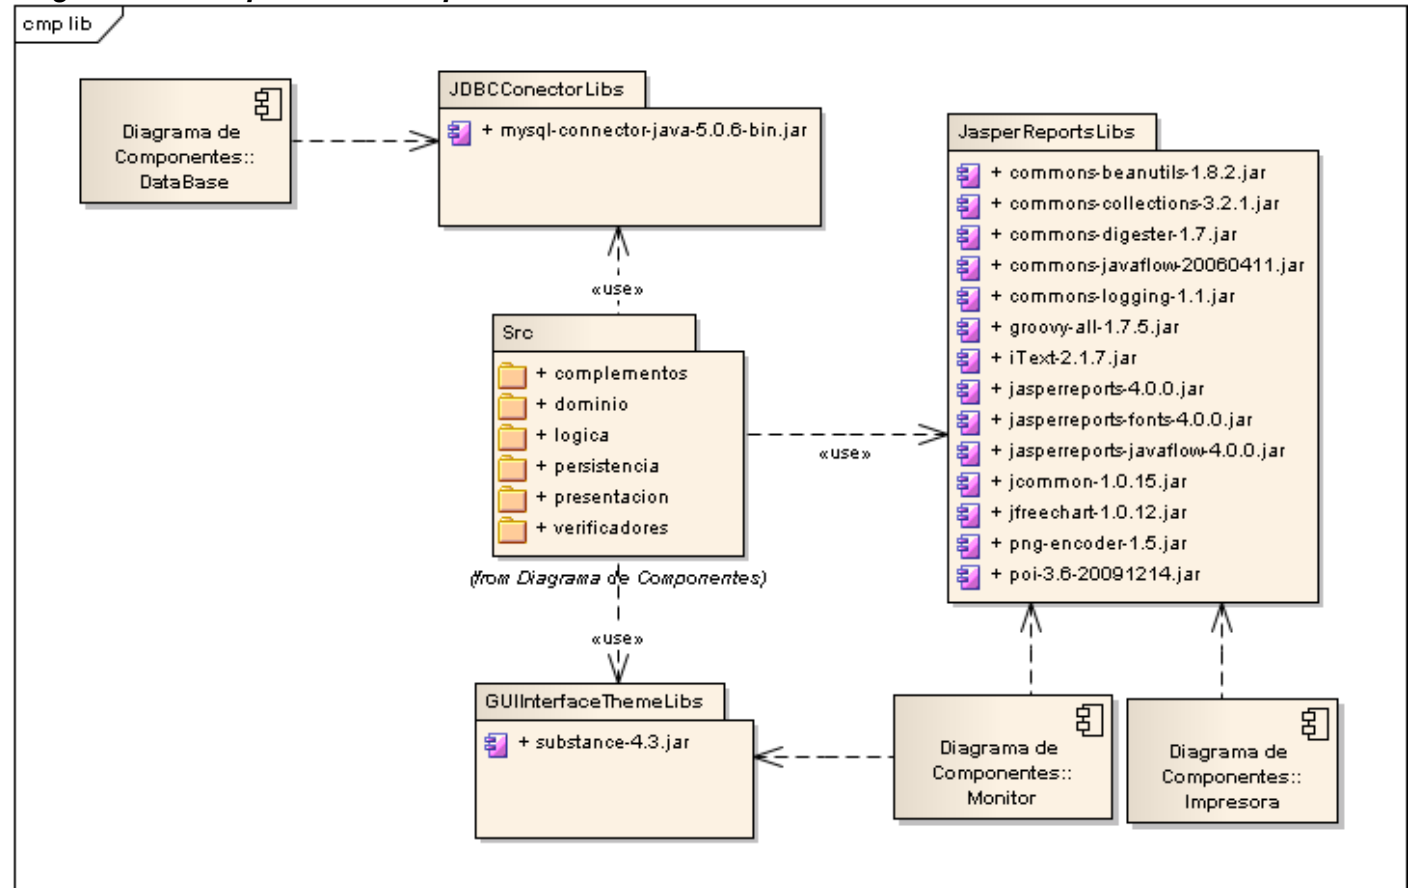 cmp lib
Diagrama de
Componentes::
DataBase
JDBCConectorLibs
+ mysql-connector-java-5.0.6-bin.jar
JasperReportsLibs
+ commons-beanutils-1.8.2.jar
+ commons-collections-3.2.1.jar
+ commons-digester-1.7.jar
+ commons-javaflow-20060411.jar
+ commons-logging-1.1.jar
+ groovy-all-1.7.5.jar
+ iText-2.1.7.jar
+ jasperreports-4.0.0.jar
+ jasperreports-fonts-4.0.0.jar
+ jasperreports-javaflow-4.0.0.jar
+ jcommon-1.0.15.jar
+ jfreechart-1.0.12.jar
+ png-encoder-1.5.jar
+ poi-3.6-20091214.jar
«use»
Src
+ complementos
+ dominio
+ logica
+ persistencia
+ presentacion
+ verificadores
(from Diagrama de Componentes)
«use»
«use»
GUIInterfaceThemeLibs
+ substance-4.3.jar
Diagrama de
Componentes::
Monitor
Diagrama de
Componentes::
Impresora